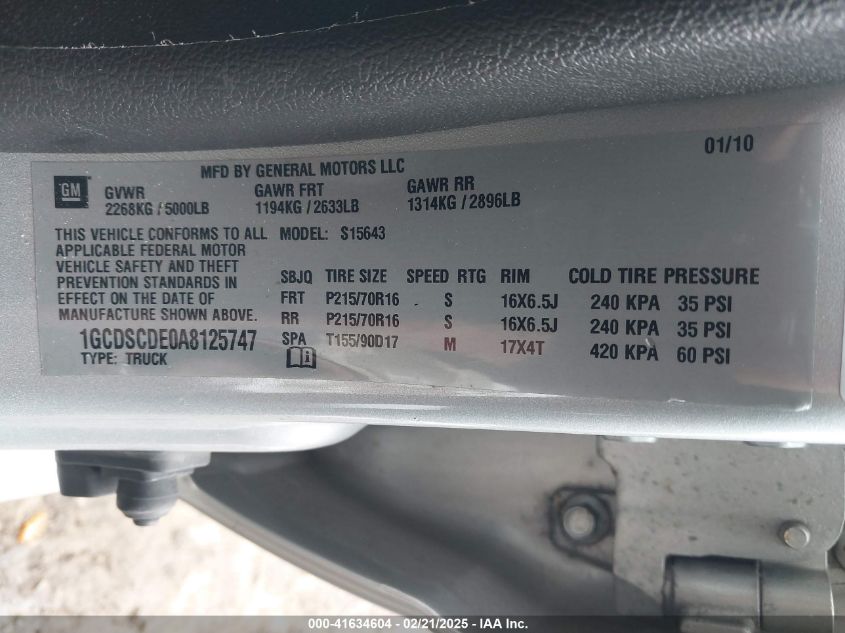 01/10
MFD BY GENERAL MOTORS LLC
GM
GVWR GAWR FRT GAWR RR
2268KG / 5000LB 1194KG / 2633LB 1314KG / 2896LB
THIS VEHICLE CONFORMS TO ALL MODEL: S15643
APPLICABLE FEDERAL MOTOR
VEHICLE SAFETY AND THEFT
PREVENTION STANDARDS IN
EFFECT ON THE DATE OF
MANUFACTURE SHOWN ABOVE.
SBJQ TIRE SIZE SPEED RTG RIM COLD TIRE PRESSURE
FRT P215/70R16 S 16X6.5J 240 KPA 35 PSI
RR P215/70R16 S 16X6.5J 240 KPA 35 PSI
SPA T155/90D17 M 17X4T 420 KPA 60 PSI
1GCDSCDE0A8125747
TYPE: TRUCK
000-41634604 - 02/21/2025 - IAA Inc.